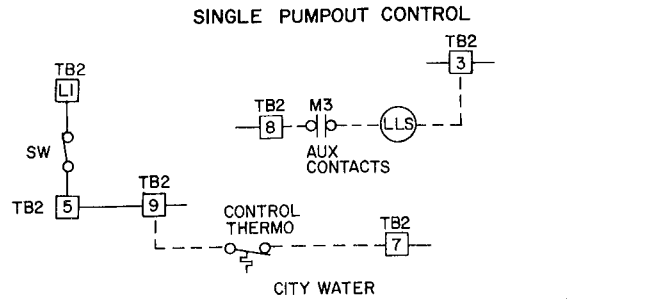 SINGLE PUMPOUT CONTROL
TB2
3
TB2
L1
TB2
8
M3
LLS
AUX
CONTACTS
SW
TB2
5
TB2
9
CONTROL
THERMO
TB2
7
CITY WATER